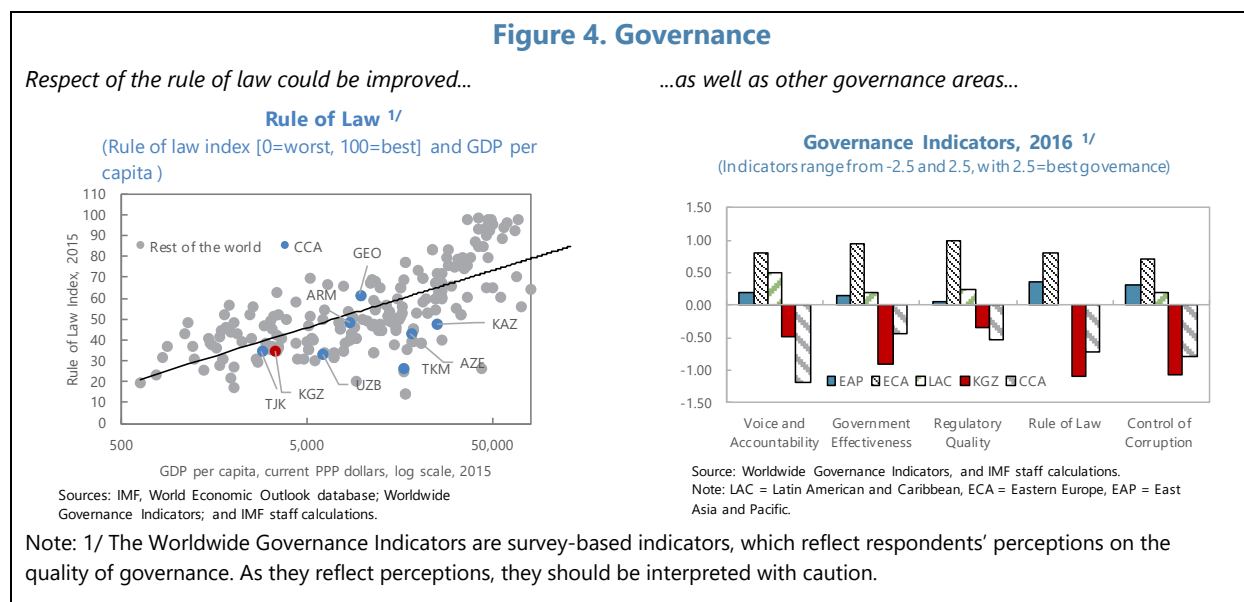 Figure 4. Governance
Respect of the rule of law could be improved...
Rule of Law 1/
(Rule of law index [0=worst, 100=best] and GDP per
capita )
110
100
90
80
70
60
50
40
30
20
10
0
Rule of Law Index, 2015
Rest of the world
CCA
GEO
ARM
KAZ
AZE
TKM
UZB
KGZ
TJK
500
5,000
50,000
GDP per capita, current PPP dollars, log scale, 2015
Sources: IMF, World Economic Outlook database; Worldwide
Governance Indicators; and IMF staff calculations.
...as well as other governance areas...
Governance Indicators, 2016 1/
(Indicators range from -2.5 and 2.5, with 2.5=best governance)
1.50
1.00
0.50
0.00
-0.50
-1.00
-1.50
EAP
ECA
LAC
KGZ
CCA
Voice and
Accountability
Government
Effectiveness
Regulatory
Quality
Rule of Law
Control of
Corruption
Source: Worldwide Governance Indicators, and IMF staff calculations.
Note: LAC = Latin American and Caribbean, ECA = Eastern Europe, EAP = East
Asia and Pacific.
Note: 1/ The Worldwide Governance Indicators are survey-based indicators, which reflect respondents’ perceptions on the
quality of governance. As they reflect perceptions, they should be interpreted with caution.